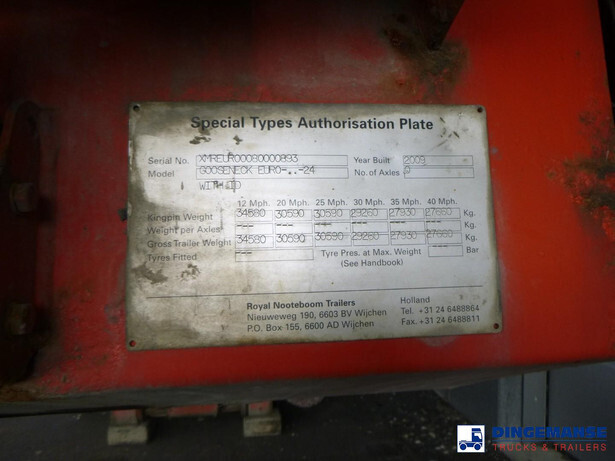 Special Types Authorisation Plate
Serial No. XMREUR00080000893 Year Built 2009
Model GOOSENECK EURO-..-24 No. of Axles 0
12 Mph. 20 Mph. 25 Mph. 30 Mph. 35 Mph. 40 Mph.
Kingpin Weight 34580 30590 30590 29260 27930 27660 Kg.
Weight per Axles --- --- --- --- --- --- Kg.
Gross Trailer Weight 34580 30590 30590 29260 27930 27660 Kg.
Tyres Fitted --- Tyre Pres. at Max. Weight --- Bar
(See Handbook)
Royal Nooteboom Trailers Holland
Nieuweweg 190, 6603 BV Wijchen Tel. +31 24 6488864
P.O. Box 155, 6600 AD Wijchen Fax. +31 24 6488811
DINGEMANSE
TRUCKS & TRAILERS